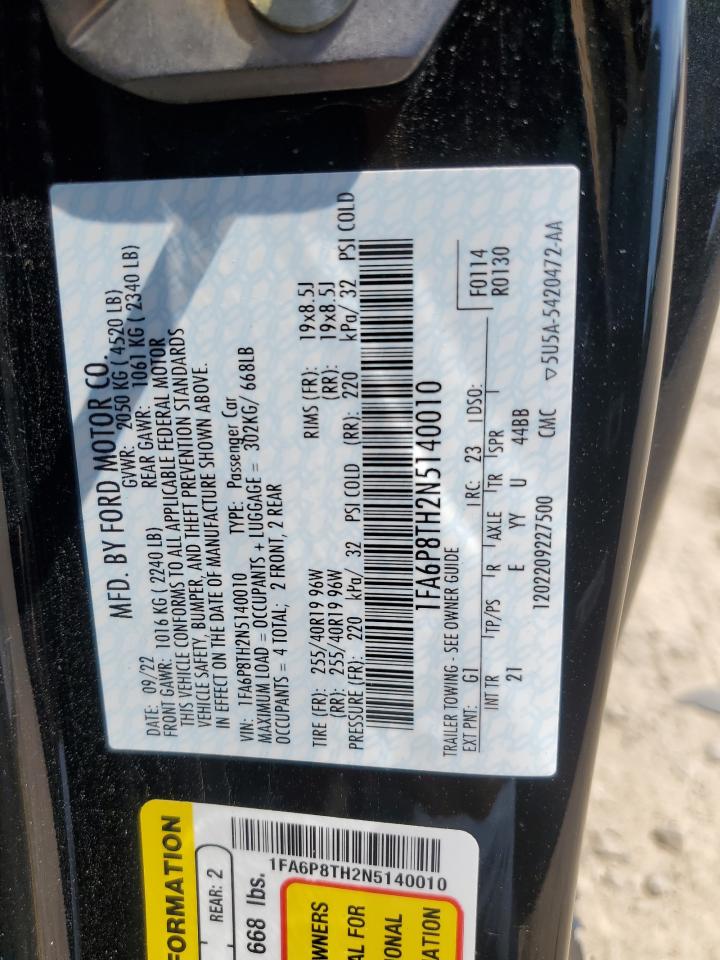 MFD. BY FORD MOTOR CO.
DATE: 09/22 GVWR: 2050 KG ( 4520 LB)
FRONT GAWR: 1016 KG ( 2240 LB) REAR GAWR: 1061 KG ( 2340 LB)
THIS VEHICLE CONFORMS TO ALL APPLICABLE FEDERAL MOTOR
VEHICLE SAFETY, BUMPER, AND THEFT PREVENTION STANDARDS
IN EFFECT ON THE DATE OF MANUFACTURE SHOWN ABOVE.
VIN: 1FA6P8TH2N5140010 TYPE: Passenger Car
MAXIMUM LOAD = OCCUPANTS + LUGGAGE = 302KG/ 668LB
OCCUPANTS = 4 TOTAL; 2 FRONT, 2 REAR
TIRE (FR): 255/40R19 96W RIMS (FR): 19x8.5J
(RR): 255/40R19 96W (RR): 19x8.5J
PRESSURE (FR): 220 kPa/ 32 PSI COLD (RR): 220 kPa/ 32 PSI COLD
1FA6P8TH2N5140010
TRAILER TOWING - SEE OWNER GUIDE F0114
EXT PNT: G1 RC: 23 DSO: R0130
INT TR TP/PS R AXLE TR SPR
21 E YY U 44BB
1202209227500 CMC ▽5U5A-5420472-AA
FORMATION
REAR: 2
668 lbs.
1FA6P8TH2N5140010
OWNERS
AL FOR
IONAL
ATION